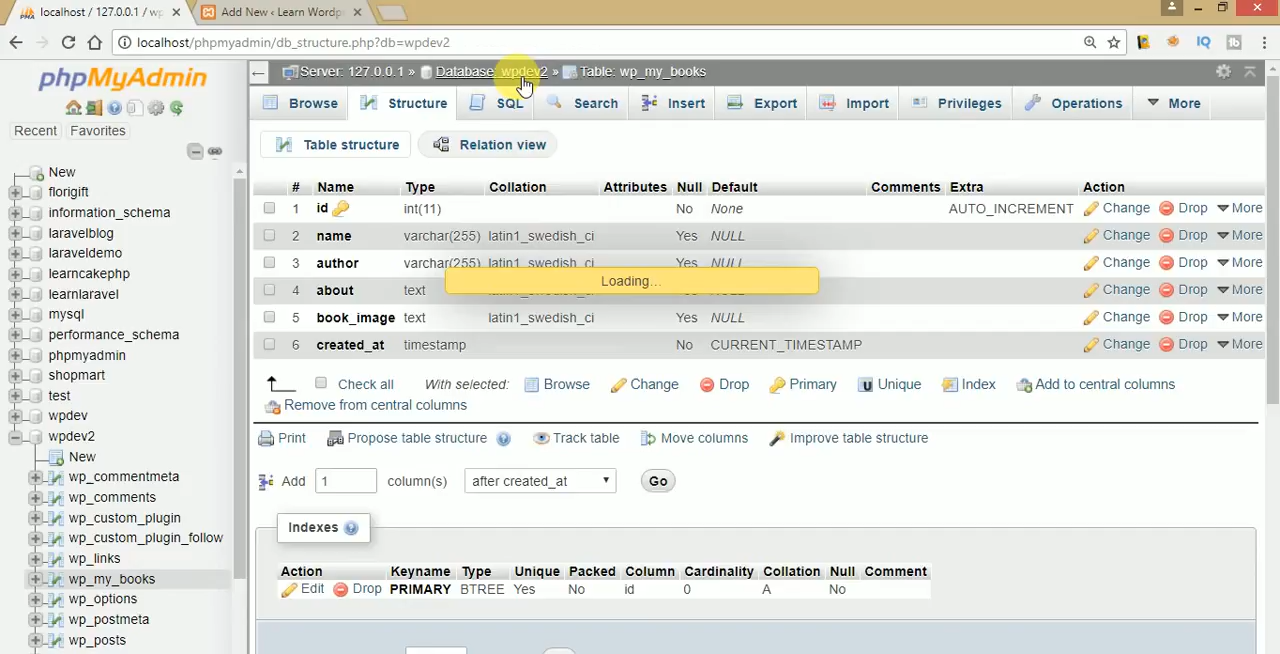 localhost / 127.0.0.1 / wp
Add New ‹ Learn Wordp
localhost/phpmyadmin/db_structure.php?db=wpdev2
IQ
phpMyAdmin
Recent Favorites
New
florigift
information_schema
laravelblog
laraveldemo
learncakephp
learnlaravel
mysql
performance_schema
phpmyadmin
shopmart
test
wpdev
wpdev2
New
wp_commentmeta
wp_comments
wp_custom_plugin
wp_custom_plugin_follow
wp_links
wp_my_books
wp_options
wp_postmeta
wp_posts
Server: 127.0.0.1 » Database: wpdev2 » Table: wp_my_books
Browse Structure SQL Search Insert Export Import Privileges Operations More
Table structure Relation view
# Name Type Collation Attributes Null Default Comments Extra Action
1 id int(11) No None AUTO_INCREMENT Change Drop More
2 name varchar(255) latin1_swedish_ci Yes NULL Change Drop More
3 author varchar(255) latin1_swedish_ci Yes NULL Change Drop More
Loading...
4 about text Change Drop More
5 book_image text latin1_swedish_ci Yes NULL Change Drop More
6 created_at timestamp No CURRENT_TIMESTAMP Change Drop More
Check all With selected: Browse Change Drop Primary Unique Index Add to central columns
Remove from central columns
Print Propose table structure Track table Move columns Improve table structure
Add 1 column(s) after created_at Go
Indexes
Action Keyname Type Unique Packed Column Cardinality Collation Null Comment
Edit Drop PRIMARY BTREE Yes No id 0 A No